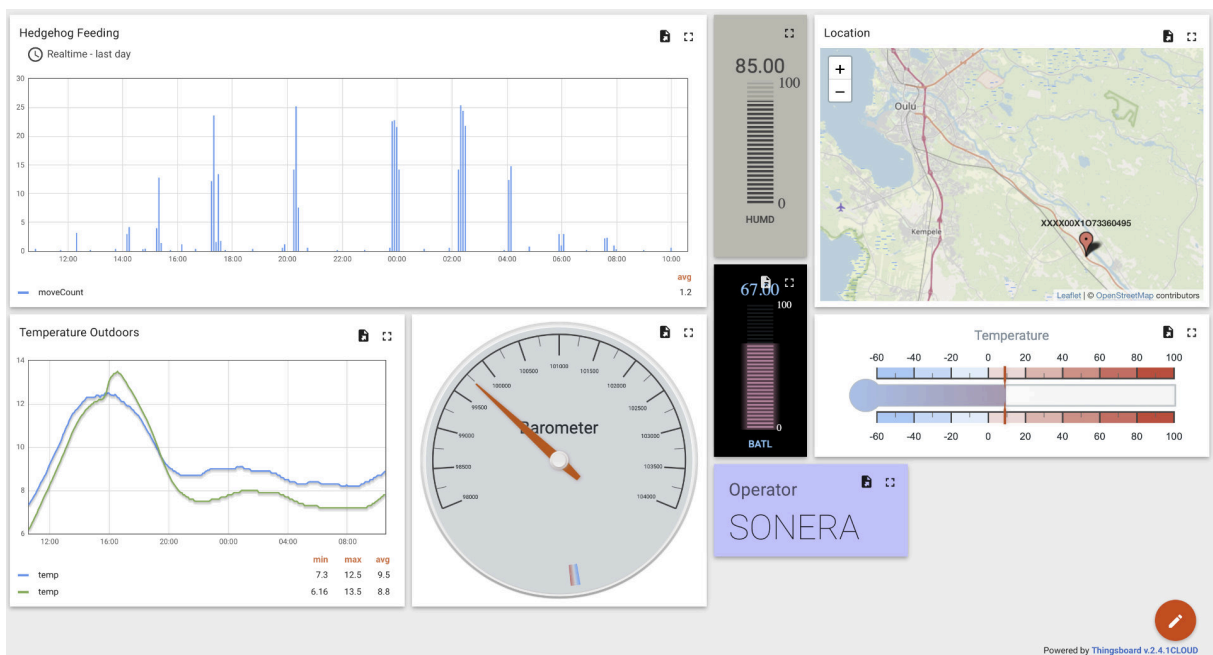 Hedgehog Feeding
Realtime - last day
30
25
20
15
10
5
0
12:00 14:00 16:00 18:00 20:00 22:00 00:00 02:00 04:00 06:00 08:00 10:00
avg
moveCount 1.2
85.00
100
0
HUMD
Location
+
−
Oulu
Kempele
XXXX00X1O73360495
Leaflet | © OpenStreetMap contributors
Temperature Outdoors
14
12
10
8
6
12:00 16:00 20:00 00:00 04:00 08:00
min max avg
temp 7.3 12.5 9.5
temp 6.16 13.5 8.8
98000 98500 99000 99500 100000 100500 101000 101500 102000 102500 103000 103500 104000
Barometer
67.00
100
0
BATL
Temperature
-60 -40 -20 0 20 40 60 80 100
-60 -40 -20 0 20 40 60 80 100
Operator
SONERA
Powered by Thingsboard v.2.4.1CLOUD